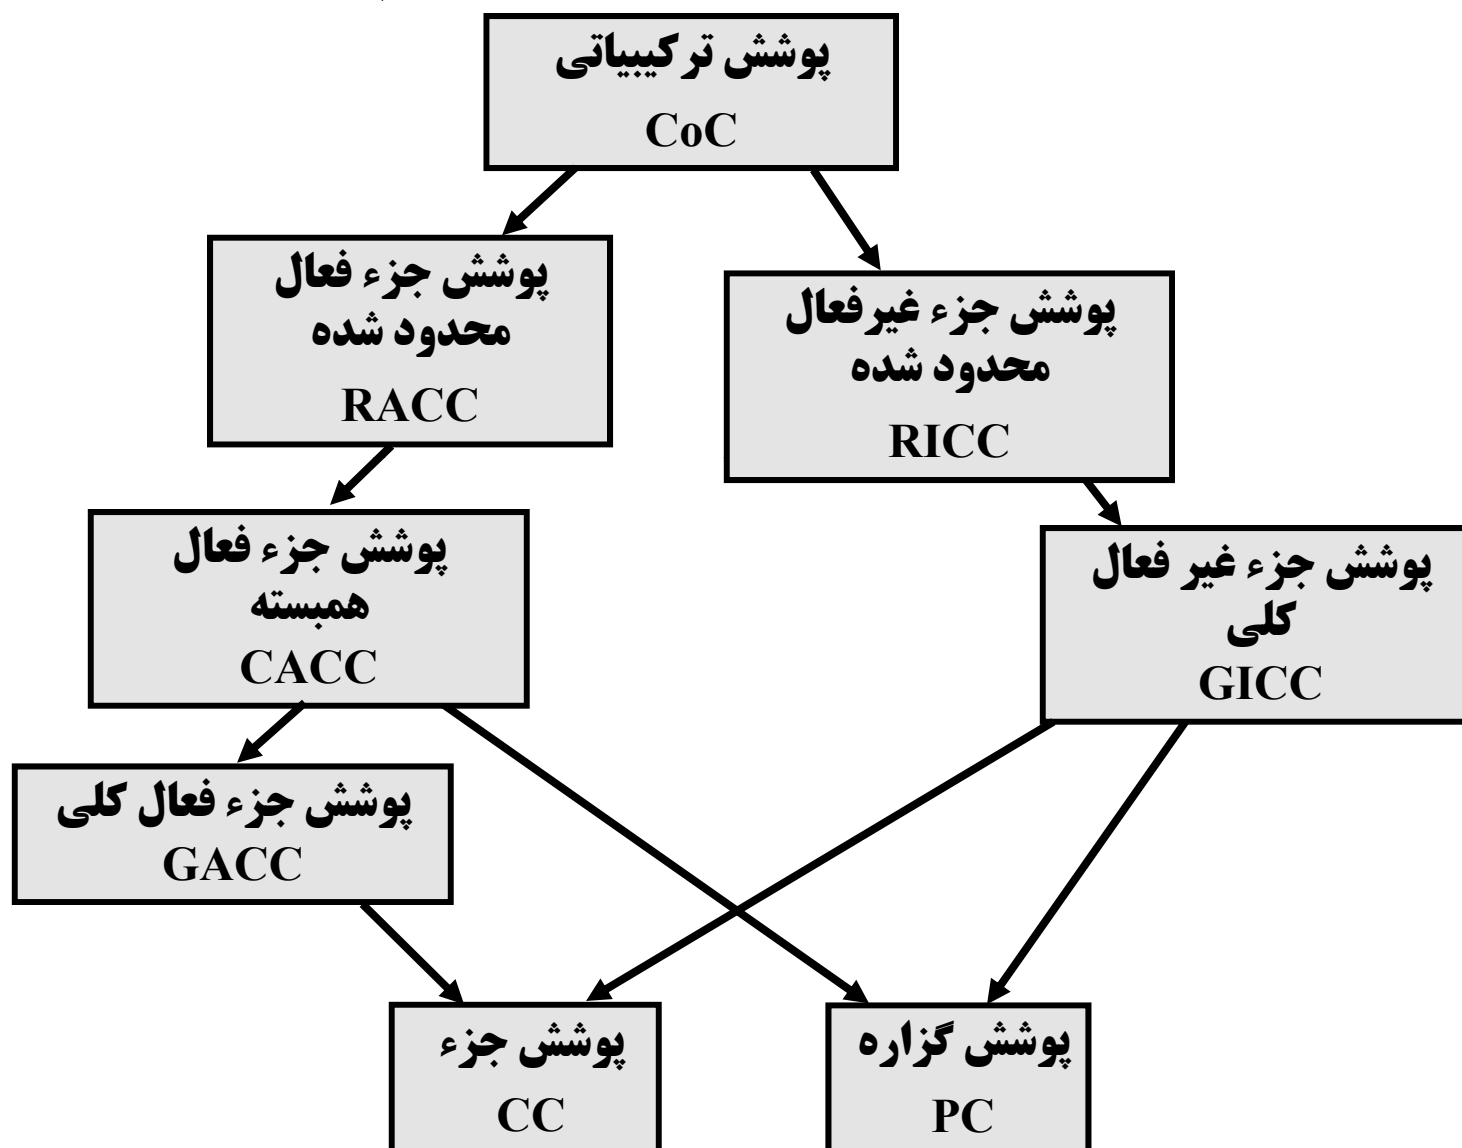 پوشش ترکیبیاتی
CoC
پوشش جزء فعال
محدود شده
RACC
پوشش جزء غیرفعال
محدود شده
RICC
پوشش جزء فعال
همبسته
CACC
پوشش جزء غیر فعال
کلی
GICC
پوشش جزء فعال کلی
GACC
پوشش جزء
CC
پوشش گزاره
PC